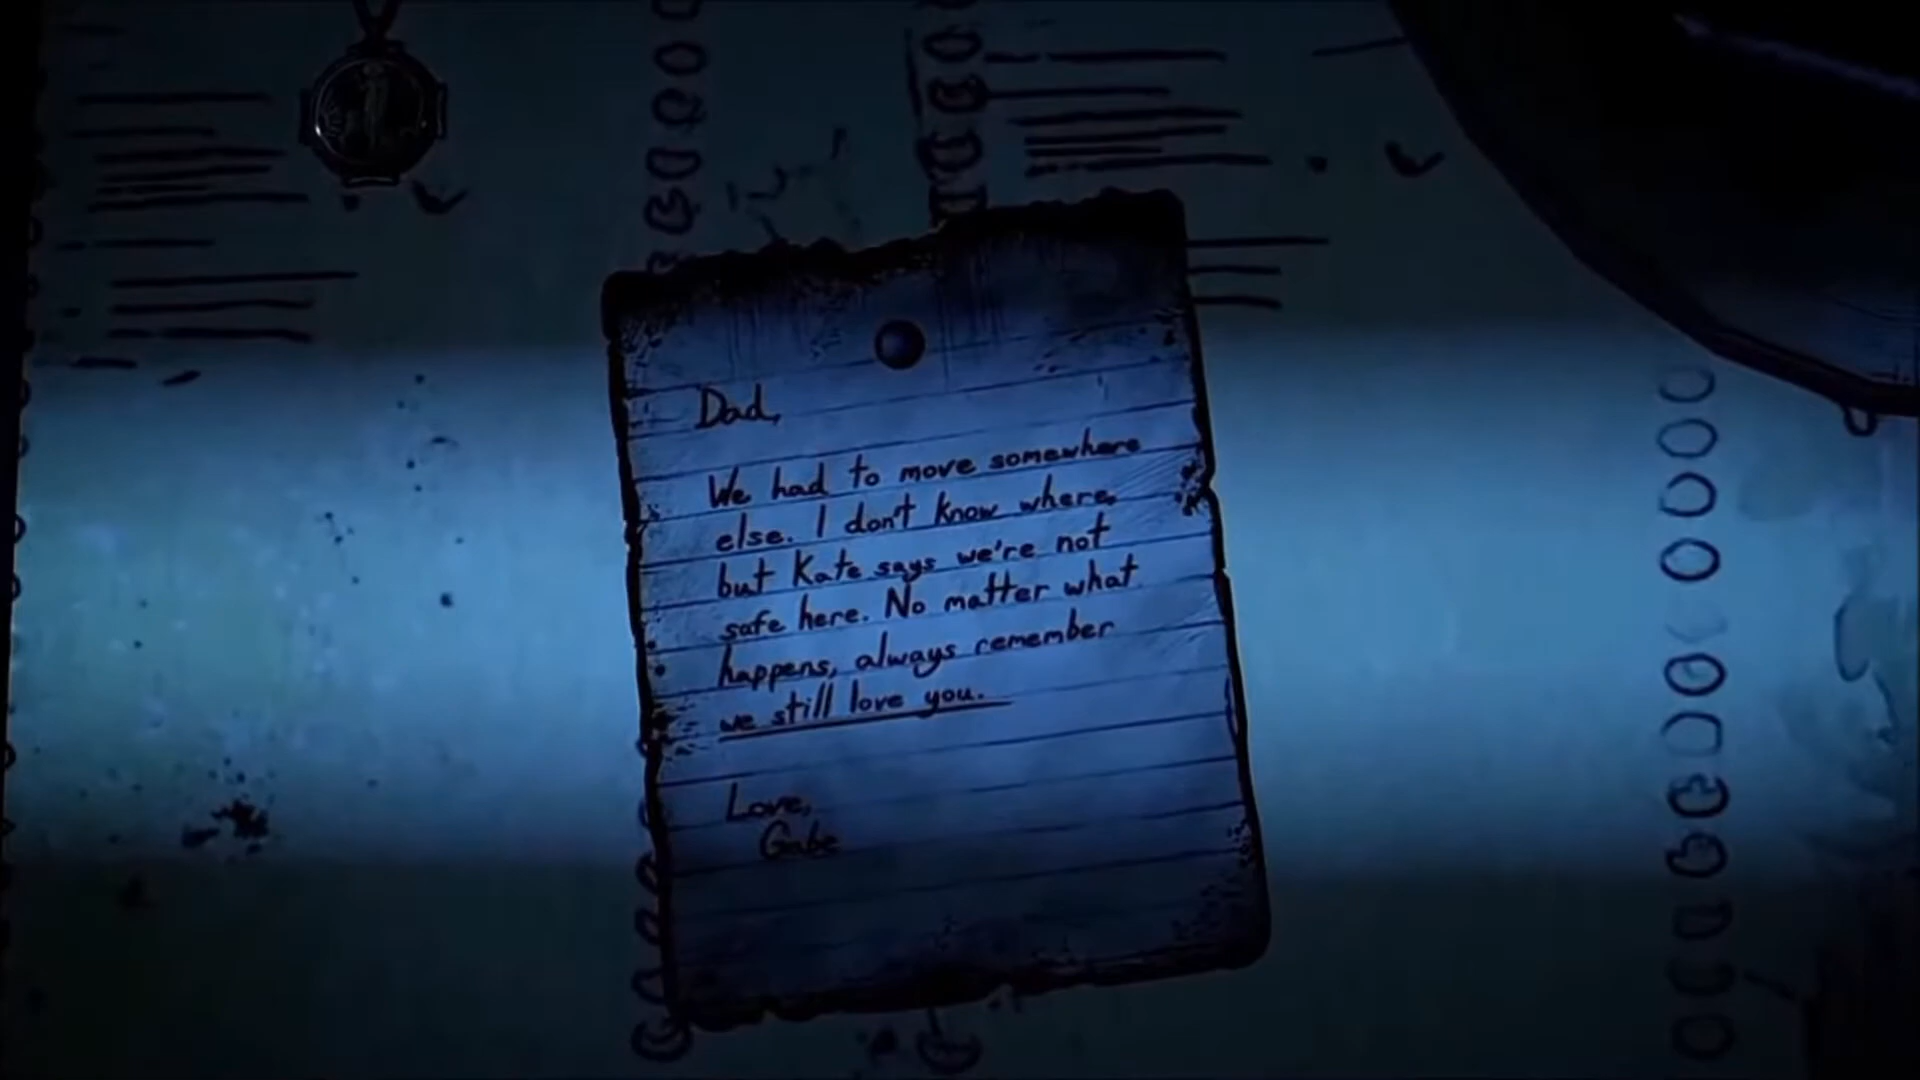 Dad,
We had to move somewhere
else. I don't know where,
but Kate says we're not
safe here. No matter what
happens, always remember
we still love you.
Love,
Gabe